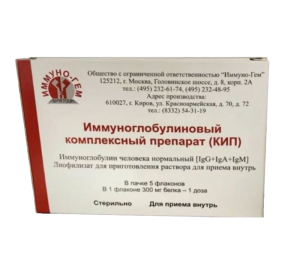 ИММУНО-ГЕМ
Общество с ограниченной ответственностью "Иммуно-Гем"
125212, г. Москва, Головинское шоссе, д. 8, корп. 2А
тел.: (495) 232-61-74, (495) 232-48-95
Адрес производства:
610027, г. Киров, ул. Красноармейская, д. 70, д. 72
тел.: (8332) 54-31-19
Иммуноглобулиновый
комплексный препарат (КИП)
Иммуноглобулин человека нормальный [IgG+IgA+IgM]
Лиофилизат для приготовления раствора для приема внутрь
В пачке 5 флаконов
В 1 флаконе 300 мг белка – 1 доза
Стерильно Для приема внутрь